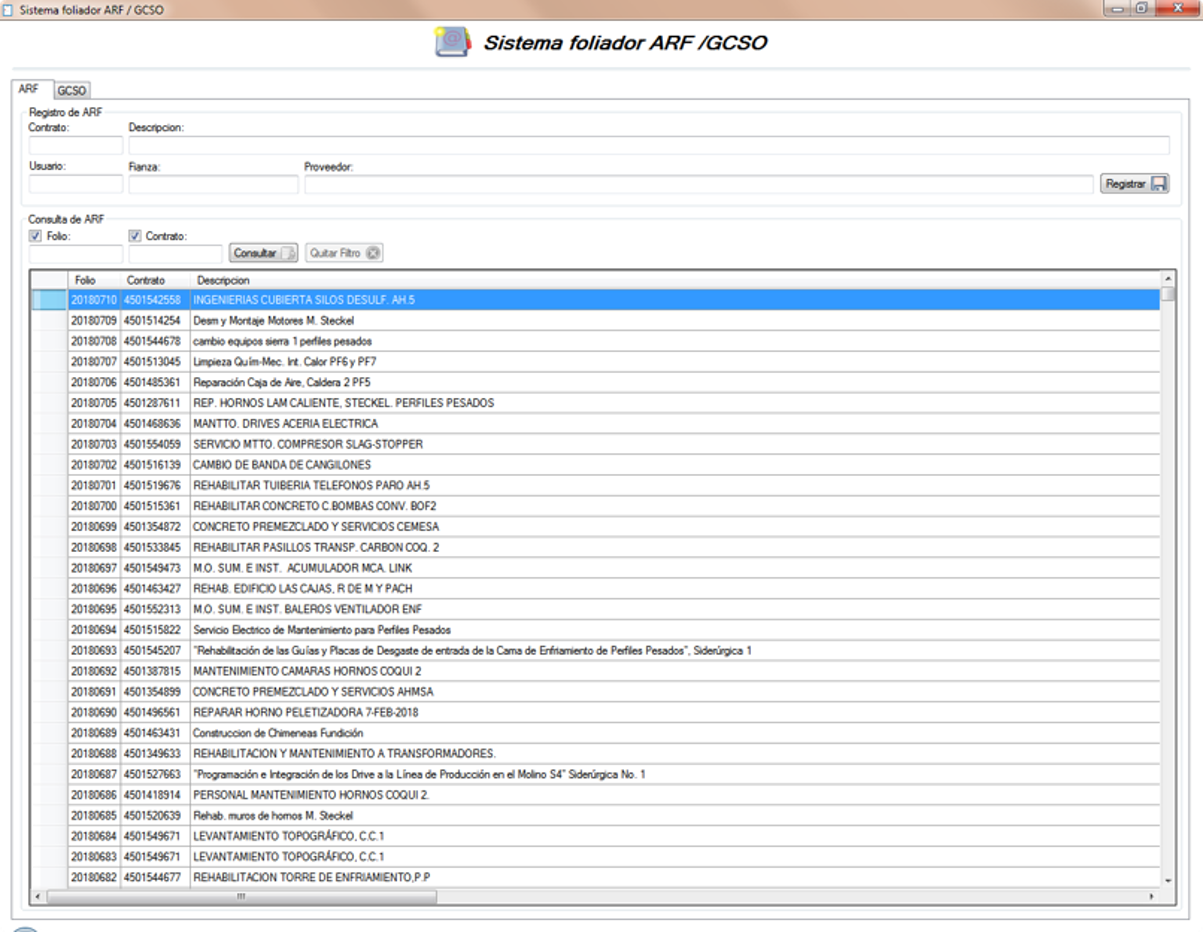 Sistema foliador ARF / GCSO
Sistema foliador ARF /GCSO
ARF GCSO
Registro de ARF
Contrato: Descripcion:
Usuario: Fianza: Proveedor:
Registrar
Consulta de ARF
Folio: Contrato:
Consultar Quitar Filtro
Folio Contrato Descripcion
20180710 4501542558 INGENIERIAS CUBIERTA SILOS DESULF. AH.5
20180709 4501514254 Desm y Montaje Motores M. Steckel
20180708 4501544678 cambio equipos sierra 1 perfiles pesados
20180707 4501513045 Limpieza Quím-Mec. Int. Calor PF6 y PF7
20180706 4501485361 Reparación Caja de Aire, Caldera 2 PF5
20180705 4501287611 REP. HORNOS LAM CALIENTE, STECKEL. PERFILES PESADOS
20180704 4501468636 MANTTO. DRIVES ACERIA ELECTRICA
20180703 4501554059 SERVICIO MTTO. COMPRESOR SLAG-STOPPER
20180702 4501516139 CAMBIO DE BANDA DE CANGILONES
20180701 4501519676 REHABILITAR TUIBERIA TELEFONOS PARO AH.5
20180700 4501515361 REHABILITAR CONCRETO C.BOMBAS CONV. BOF2
20180699 4501354872 CONCRETO PREMEZCLADO Y SERVICIOS CEMESA
20180698 4501533845 REHABILITAR PASILLOS TRANSP. CARBON COQ. 2
20180697 4501549473 M.O. SUM. E INST. ACUMULADOR MCA. LINK
20180696 4501463427 REHAB. EDIFICIO LAS CAJAS, R DE M Y PACH
20180695 4501552313 M.O. SUM. E INST. BALEROS VENTILADOR ENF
20180694 4501515822 Servicio Electrico de Mantenimiento para Perfiles Pesados
20180693 4501545207 "Rehabilitación de las Guías y Placas de Desgaste de entrada de la Cama de Enfriamiento de Perfiles Pesados", Siderúrgica 1
20180692 4501387815 MANTENIMIENTO CAMARAS HORNOS COQUI 2
20180691 4501354899 CONCRETO PREMEZCLADO Y SERVICIOS AHMSA
20180690 4501496561 REPARAR HORNO PELETIZADORA 7-FEB-2018
20180689 4501463431 Construccion de Chimeneas Fundición
20180688 4501349633 REHABILITACION Y MANTENIMIENTO A TRANSFORMADORES.
20180687 4501527663 "Programación e Integración de los Drive a la Línea de Producción en el Molino S4" Siderúrgica No. 1
20180686 4501418914 PERSONAL MANTENIMIENTO HORNOS COQUI 2.
20180685 4501520639 Rehab. muros de hornos M. Steckel
20180684 4501549671 LEVANTAMIENTO TOPOGRÁFICO, C.C.1
20180683 4501549671 LEVANTAMIENTO TOPOGRÁFICO, C.C.1
20180682 4501544677 REHABILITACION TORRE DE ENFRIAMIENTO,P.P